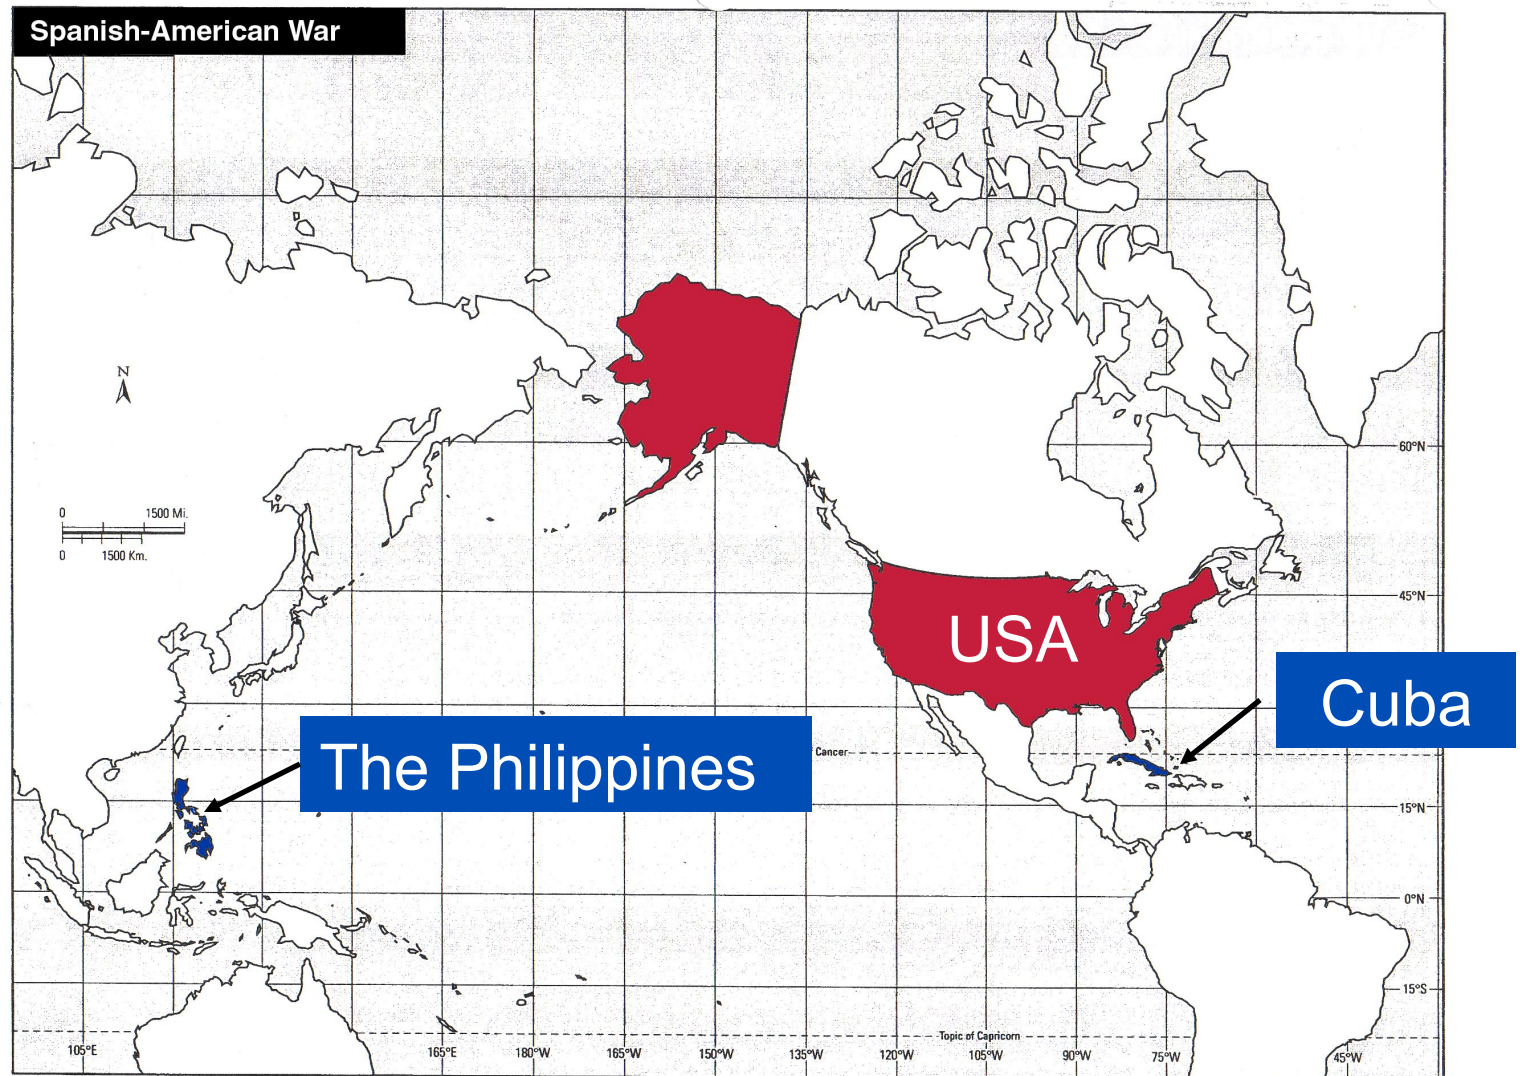 Spanish-American War
N
0 1500 Mi.
0 1500 Km.
60°N
45°N
USA
Cuba
The Philippines
Cancer
15°N
0°N
15°S
Topic of Capricorn
105°E 165°E 180°W 165°W 150°W 135°W 120°W 105°W 90°W 75°W 45°W